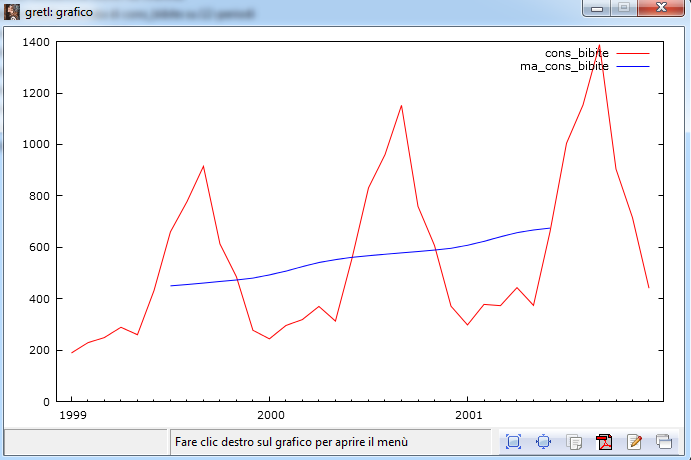 gretl: grafico
1400
cons_bibite
ma_cons_bibite
1200
1000
800
600
400
200
0
1999
2000
2001
Fare clic destro sul grafico per aprire il menù